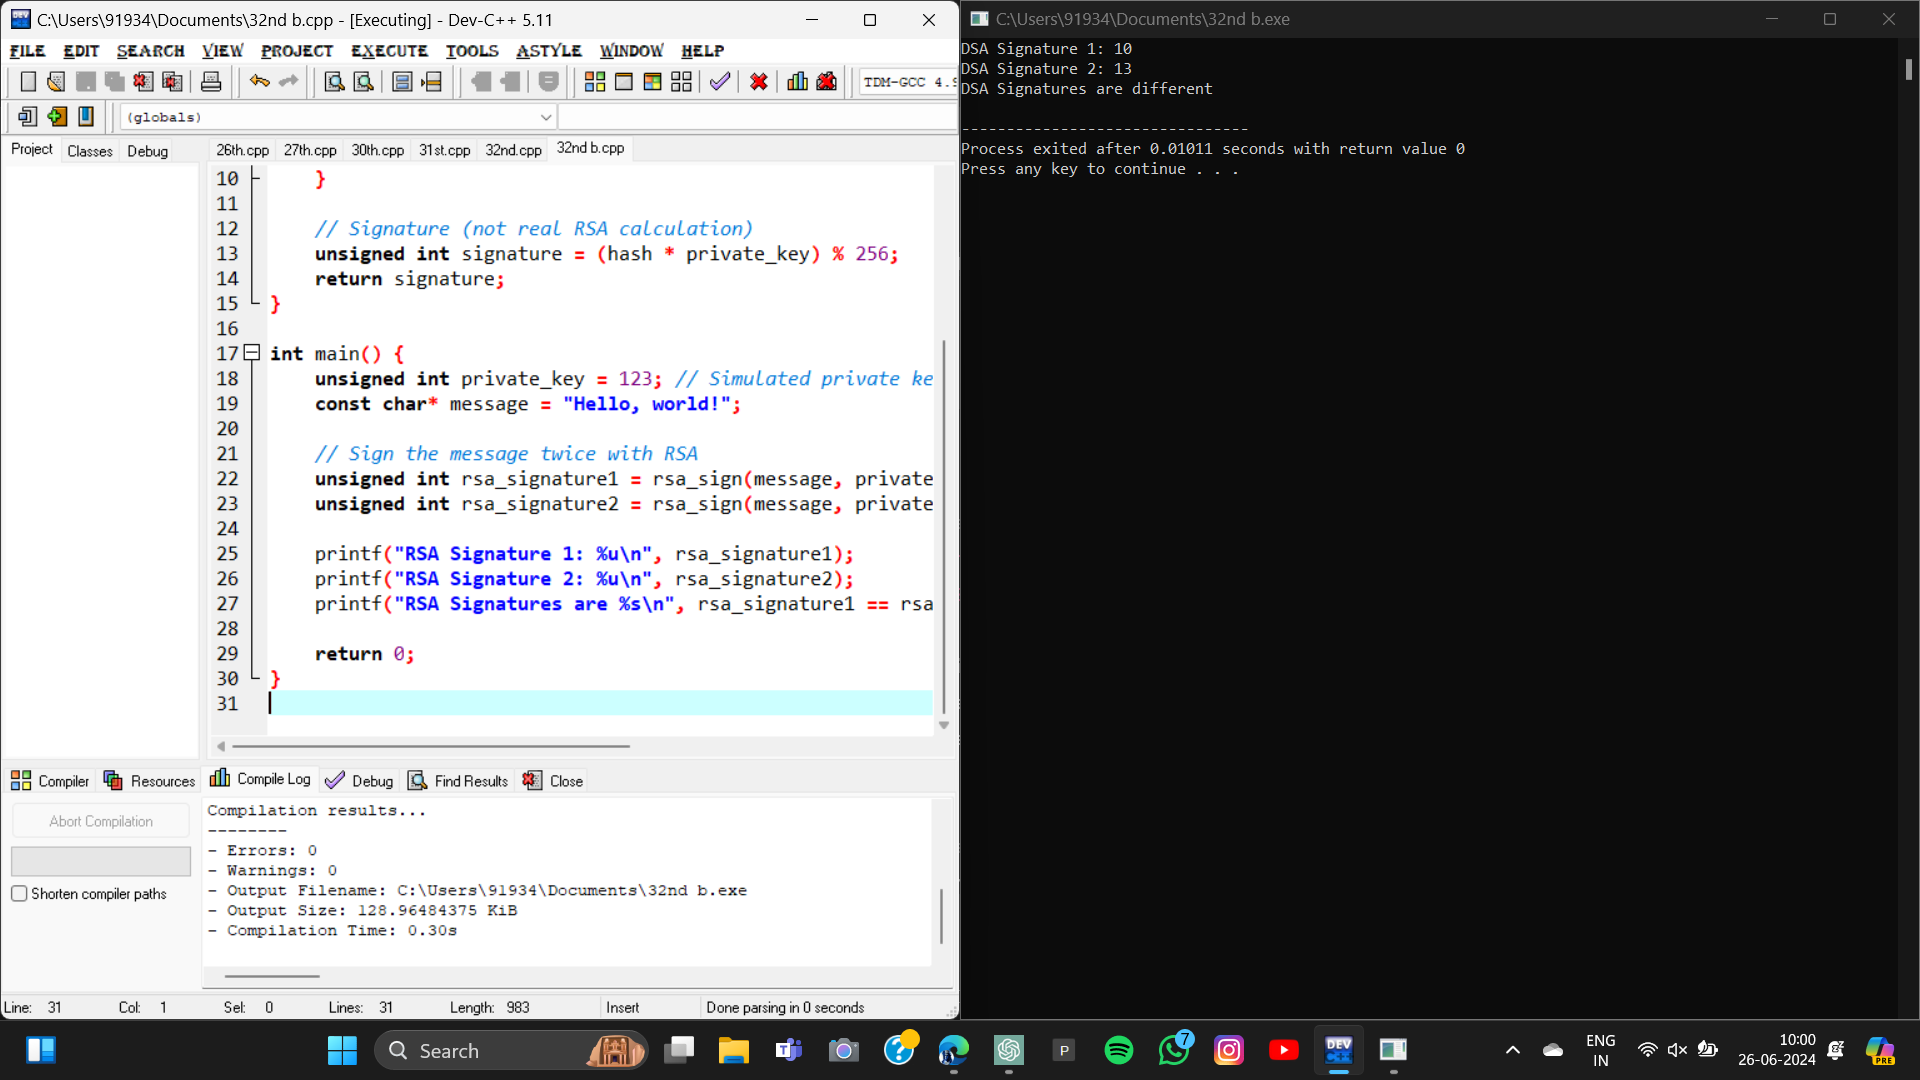 C:\Users\91934\Documents\32nd b.cpp - [Executing] - Dev-C++ 5.11
FILE EDIT SEARCH VIEW PROJECT EXECUTE TOOLS ASTYLE WINDOW HELP
TDM-GCC 4.9
(globals)
Project Classes Debug
26th.cpp 27th.cpp 30th.cpp 31st.cpp 32nd.cpp 32nd b.cpp
10 }
11
12 // Signature (not real RSA calculation)
13 unsigned int signature = (hash * private_key) % 256;
14 return signature;
15 }
16
17 int main() {
18 unsigned int private_key = 123; // Simulated private ke
19 const char* message = "Hello, world!";
20
21 // Sign the message twice with RSA
22 unsigned int rsa_signature1 = rsa_sign(message, private
23 unsigned int rsa_signature2 = rsa_sign(message, private
24
25 printf("RSA Signature 1: %u\n", rsa_signature1);
26 printf("RSA Signature 2: %u\n", rsa_signature2);
27 printf("RSA Signatures are %s\n", rsa_signature1 == rsa
28
29 return 0;
30 }
31
Compiler Resources Compile Log Debug Find Results Close
Abort Compilation
Shorten compiler paths
Compilation results...
--------
- Errors: 0
- Warnings: 0
- Output Filename: C:\Users\91934\Documents\32nd b.exe
- Output Size: 128.96484375 KiB
- Compilation Time: 0.30s
Line: 31 Col: 1 Sel: 0 Lines: 31 Length: 983 Insert Done parsing in 0 seconds
C:\Users\91934\Documents\32nd b.exe
DSA Signature 1: 10
DSA Signature 2: 13
DSA Signatures are different
--------------------------------
Process exited after 0.01011 seconds with return value 0
Press any key to continue . . .
Search
P
7
DEV
C++
ENG
IN
10:00
26-06-2024
PRE